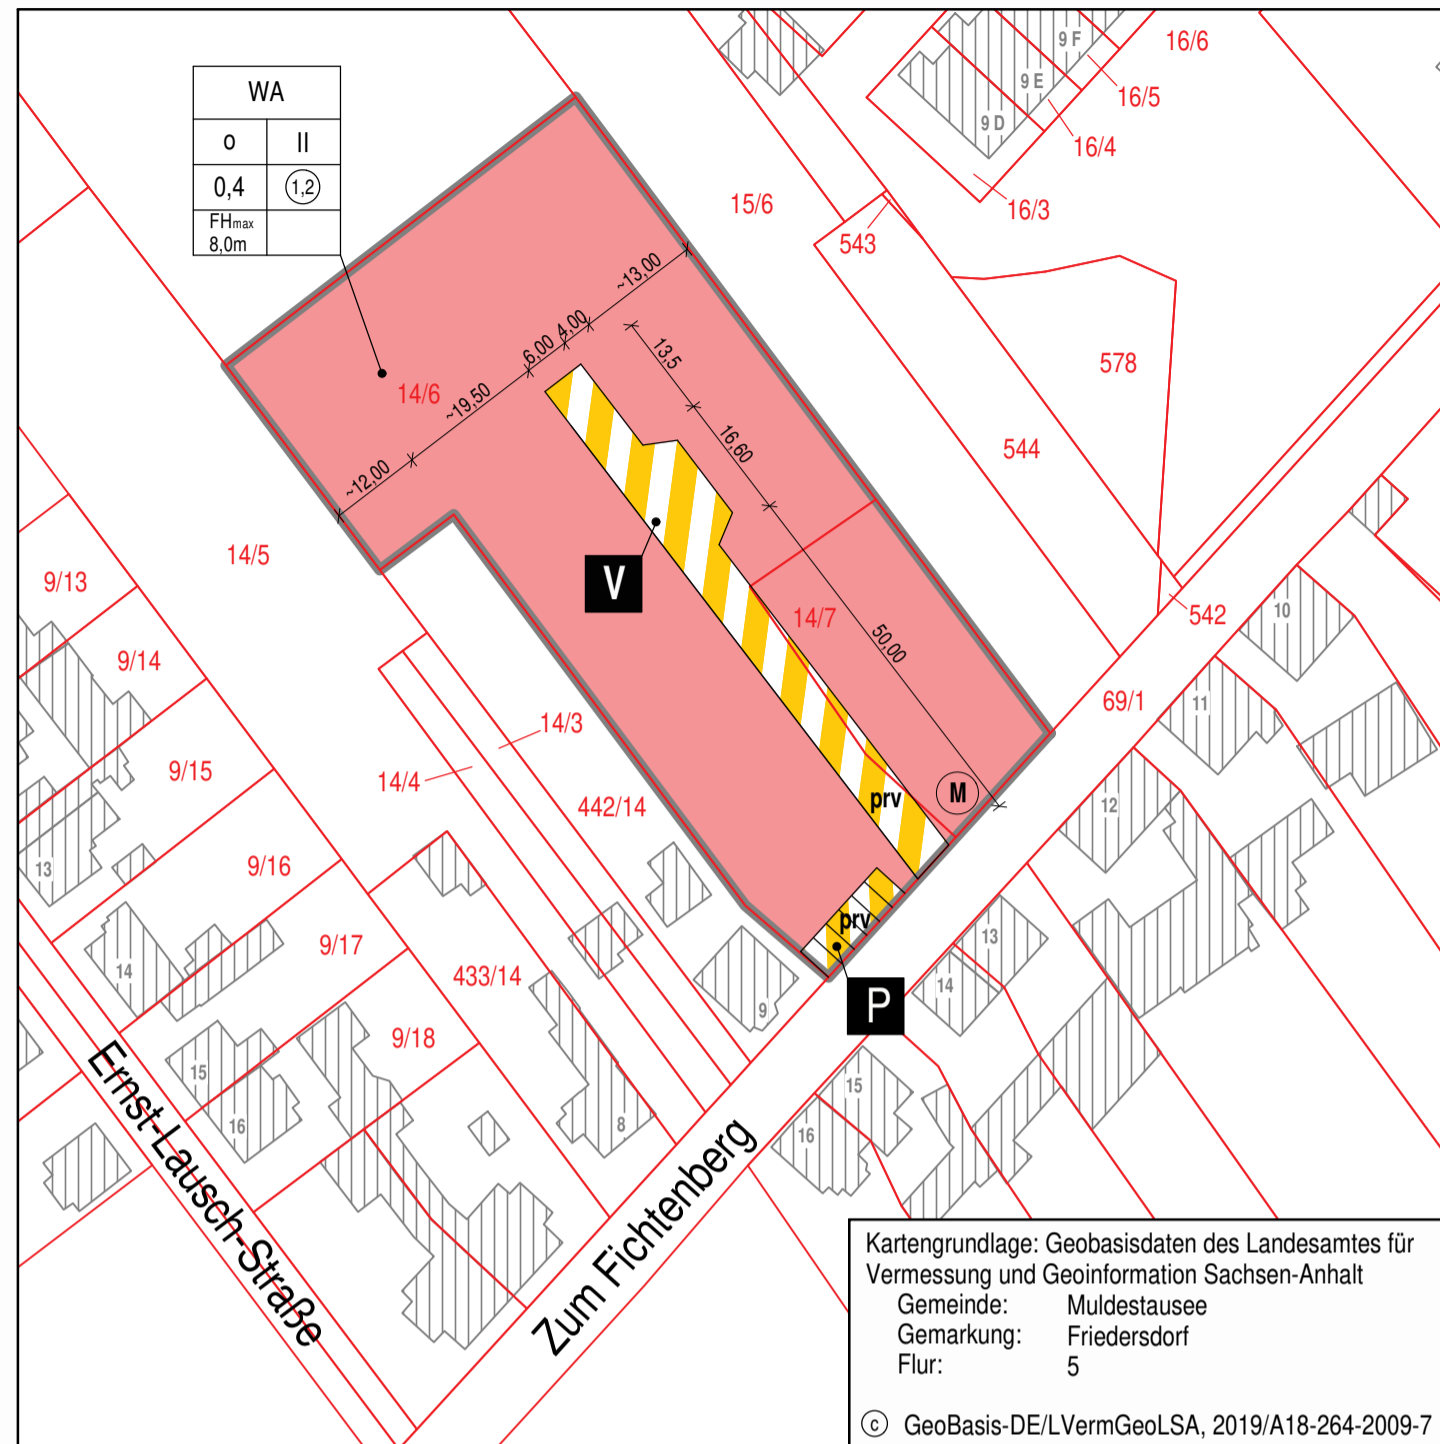 WA
o II
0,4 1,2
FHmax
8,0m
9 F
9 E
9 D
16/6
16/5
16/4
16/3
15/6
543
578
544
542
69/1
~13,00
4,00
6,00
~19,50
~12,00
13,5
16,60
50,00
14/6
14/7
V
M
prv
prv
P
14/5
14/3
14/4
442/14
433/14
9/13
9/14
9/15
9/16
9/17
9/18
13
14
15
16
8
9
10
11
12
13
14
15
16
Ernst-Lausch-Straße
Zum Fichtenberg
Kartengrundlage: Geobasisdaten des Landesamtes für
Vermessung und Geoinformation Sachsen-Anhalt
Gemeinde: Muldestausee
Gemarkung: Friedersdorf
Flur: 5
© GeoBasis-DE/LVermGeoLSA, 2019/A18-264-2009-7